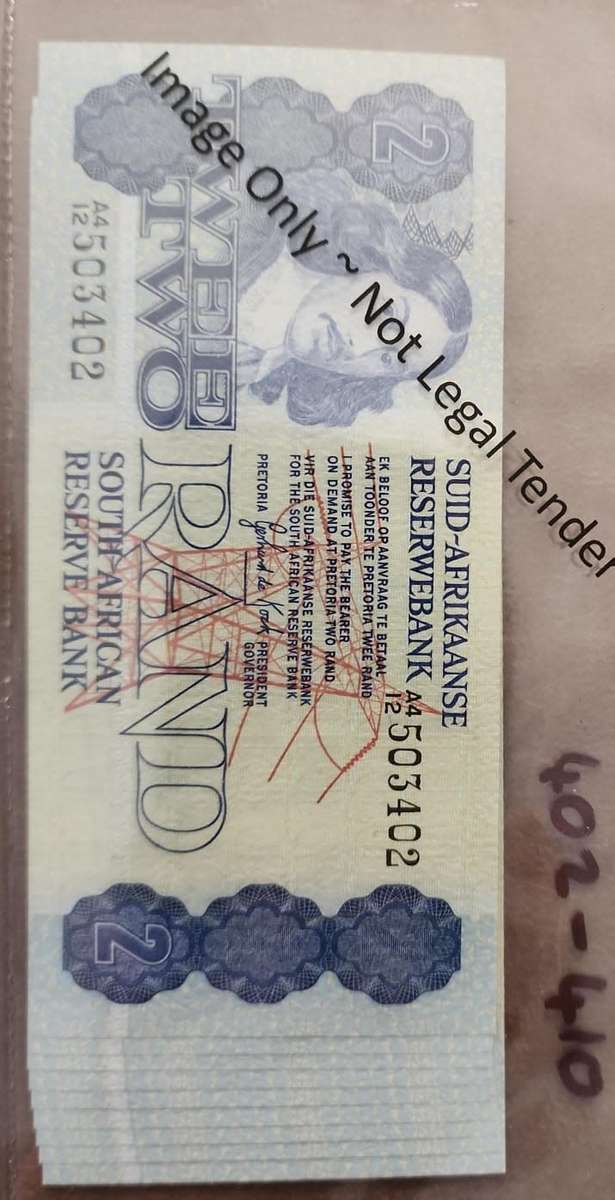 Image Only ~ Not Legal Tender
2
TWEE
TWO
A4
12 503402
RAND
SUID-AFRIKAANSE
RESERWEBANK
A4
12 503402
EK BELOOF OP AANVRAAG TE BETAAL
AAN TOONDER TE PRETORIA TWEE RAND
I PROMISE TO PAY THE BEARER
ON DEMAND AT PRETORIA TWO RAND
VIR DIE SUID-AFRIKAANSE RESERWEBANK
FOR THE SOUTH AFRICAN RESERVE BANK
PRETORIA Gerhard de Kock PRESIDENT
GOVERNOR
SOUTH AFRICAN
RESERVE BANK
2
402-410